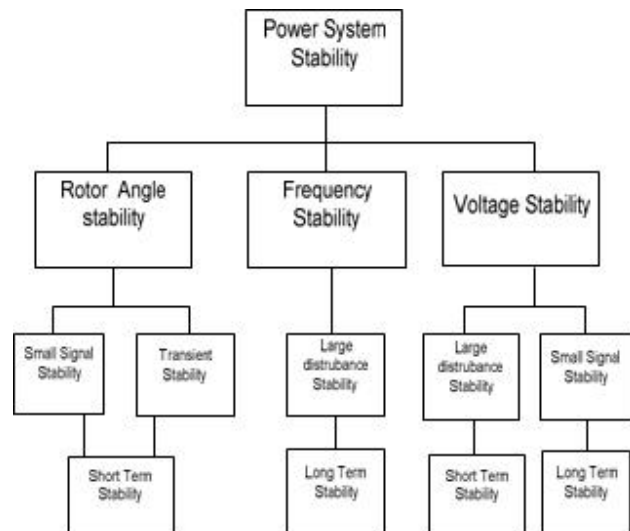 Power System
Stability
Rotor Angle
stability
Frequency
Stability
Voltage Stability
Small Signal
Stability
Transient
Stability
Large
distrubance
Stability
Large
distrubance
Stability
Small Signal
Stability
Short Term
Stability
Long Term
Stability
Short Term
Stability
Long Term
Stability